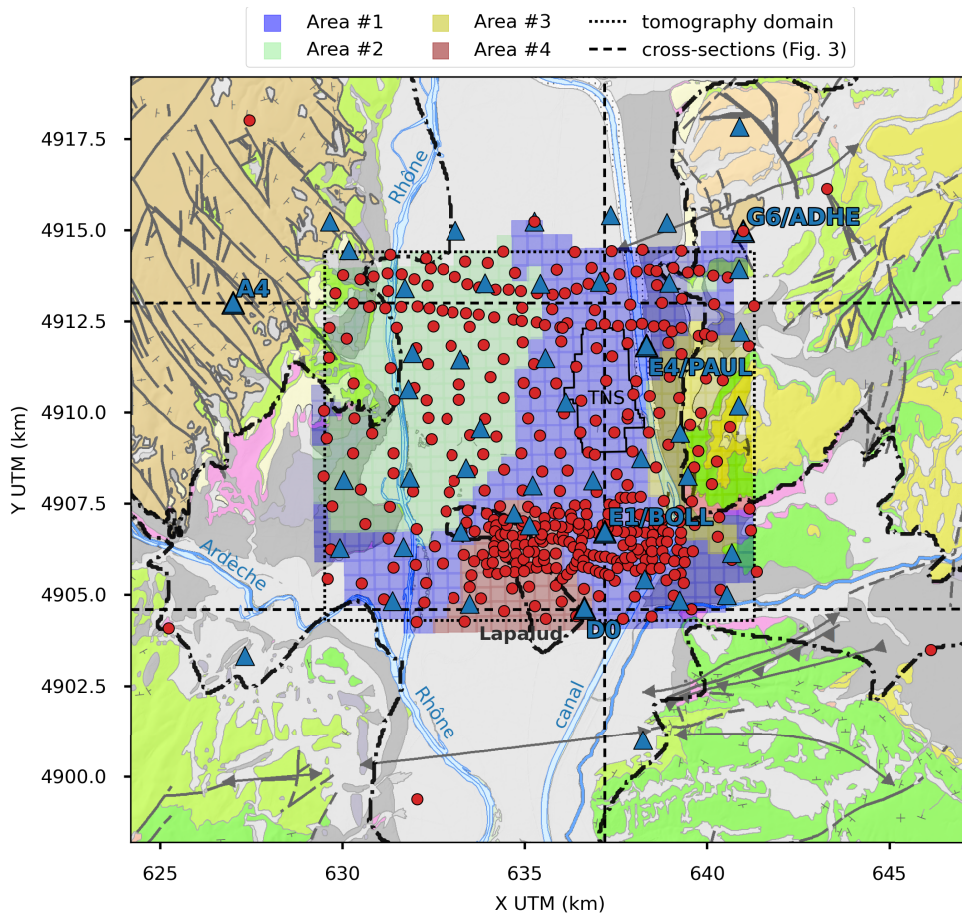 Area #1
Area #2
Area #3
Area #4
tomography domain
cross-sections (Fig. 3)
4917.5
4915.0
4912.5
4910.0
4907.5
4905.0
4902.5
4900.0
Y UTM (km)
Rhône
G6/ADHE
A4
E4/PAUL
TNS
E1/BOLL
Ardèche
D0
Lapalud
Rhône
canal
625
630
635
640
645
X UTM (km)